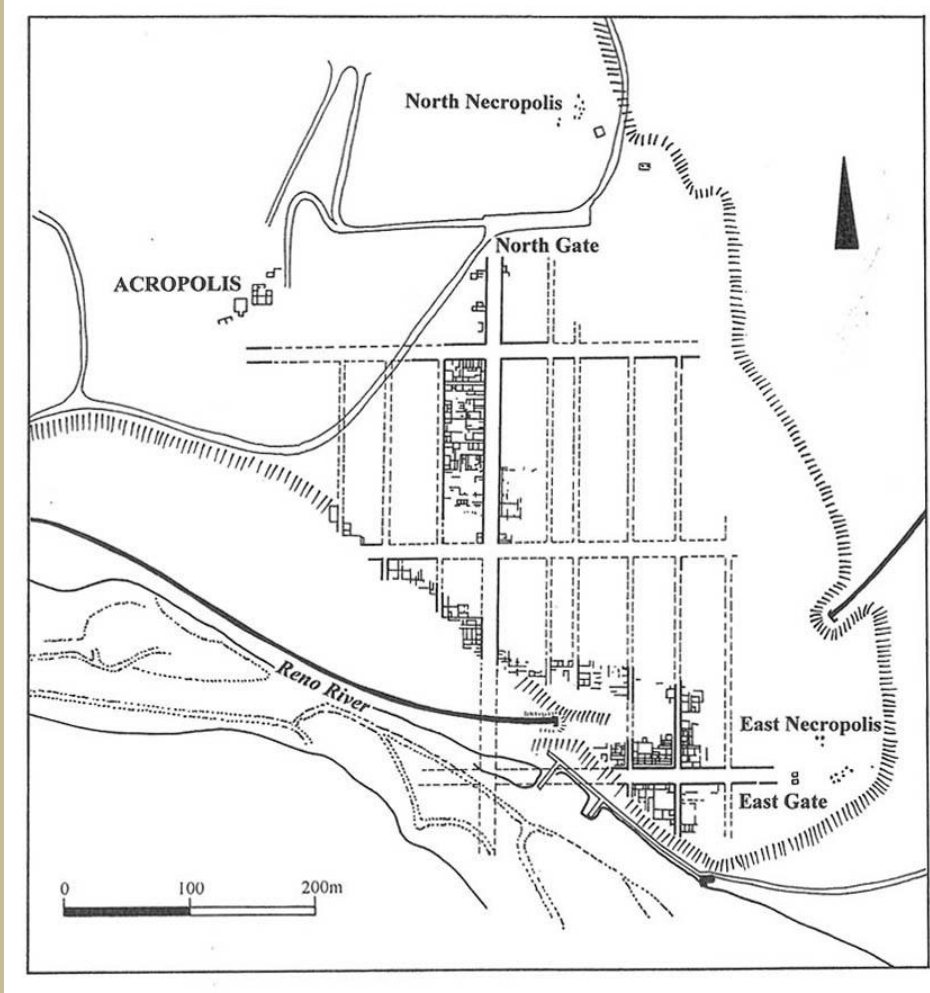 North Necropolis
North Gate
ACROPOLIS
Reno River
East Necropolis
East Gate
0 100 200m